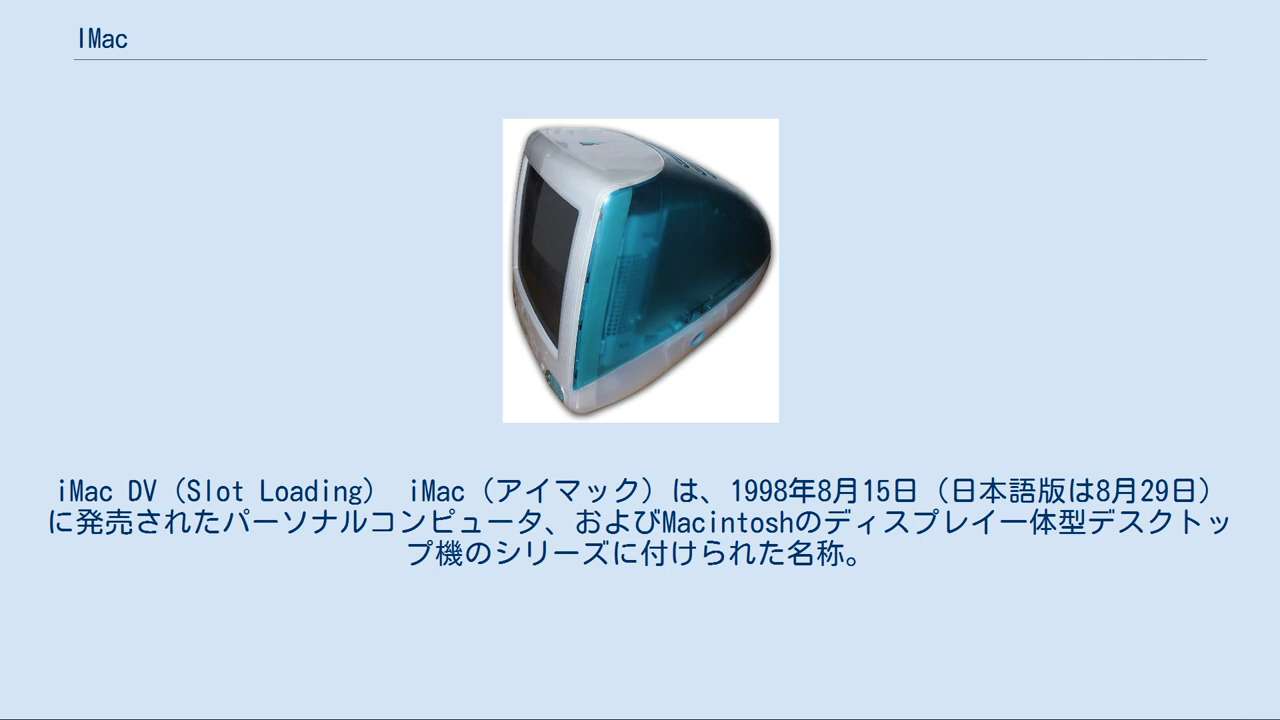 IMac
iMac DV（Slot Loading） iMac（アイマック）は、1998年8月15日（日本語版は8月29日）
に発売されたパーソナルコンピュータ、およびMacintoshのディスプレイ一体型デスクトッ
プ機のシリーズに付けられた名称。